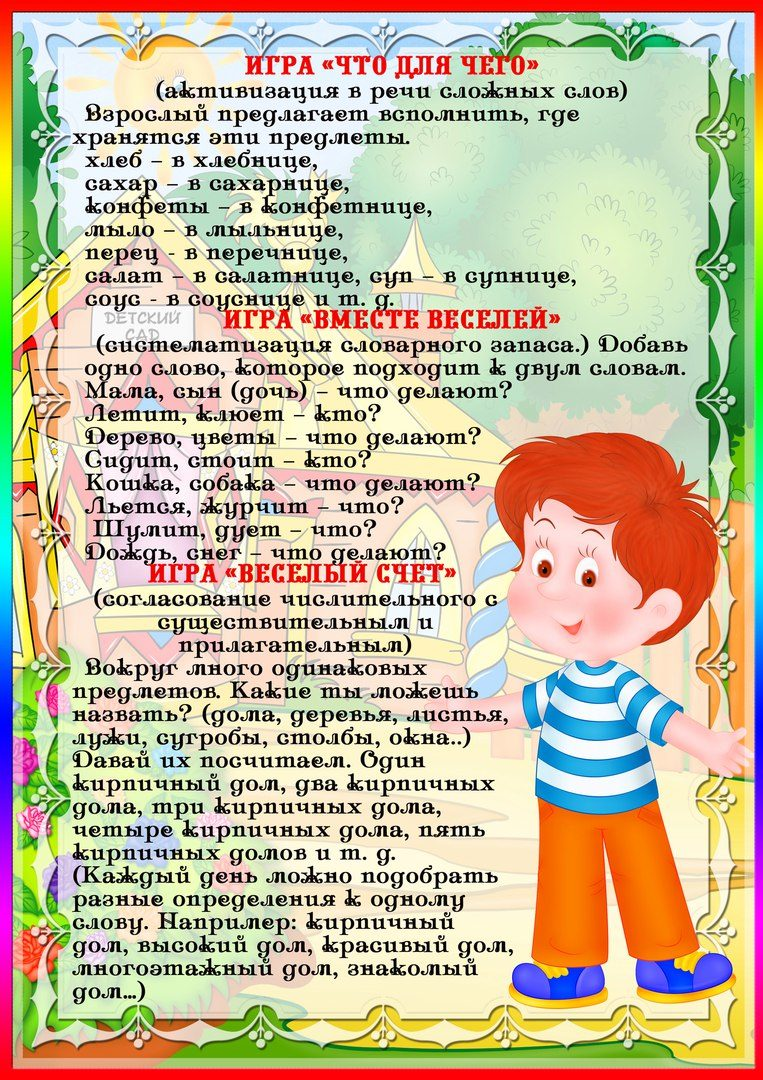 ИГРА «ЧТО ДЛЯ ЧЕГО»
(активизация в речи сложных слов)
Взрослый предлагает вспомнить, где
хранятся эти предметы.
хлеб – в хлебнице,
сахар – в сахарнице,
конфеты – в конфетнице,
мыло – в мыльнице,
перец - в перечнице,
салат – в салатнице, суп – в супнице,
соус - в соуснице и т. д.
ДЕТСКИЙ
САД
ИГРА «ВМЕСТЕ ВЕСЕЛЕЙ»
(систематизация словарного запаса.) Добавь
одно слово, которое подходит к двум словам.
Мама, сын (дочь) – что делают?
Летит, клюет – кто?
Дерево, цветы – что делают?
Сидит, стоит – кто?
Кошка, собака – что делают?
Льется, журчит – что?
Шумит, дует – что?
Дождь, снег – что делают?
ИГРА «ВЕСЕЛЫЙ СЧЕТ»
(согласование числительного с
существительным и
прилагательным)
Вокруг много одинаковых
предметов. Какие ты можешь
назвать? (дома, деревья, листья,
лужи, сугробы, столбы, окна..)
Давай их посчитаем. Один
кирпичный дом, два кирпичных
дома, три кирпичных дома,
четыре кирпичных дома, пять
кирпичных домов и т. д.
(Каждый день можно подобрать
разные определения к одному
слову. Например: кирпичный
дом, высокий дом, красивый дом,
многоэтажный дом, знакомый
дом...)